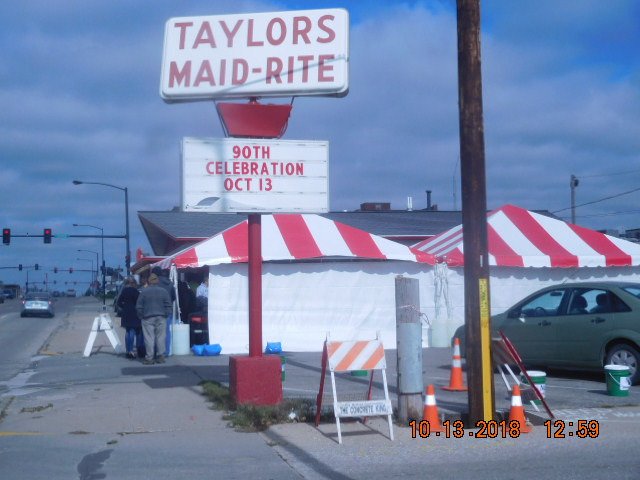 TAYLORS
MAID-RITE
90TH
CELEBRATION
OCT 13
THE CONCRETE KING
10.13.2018 12:59